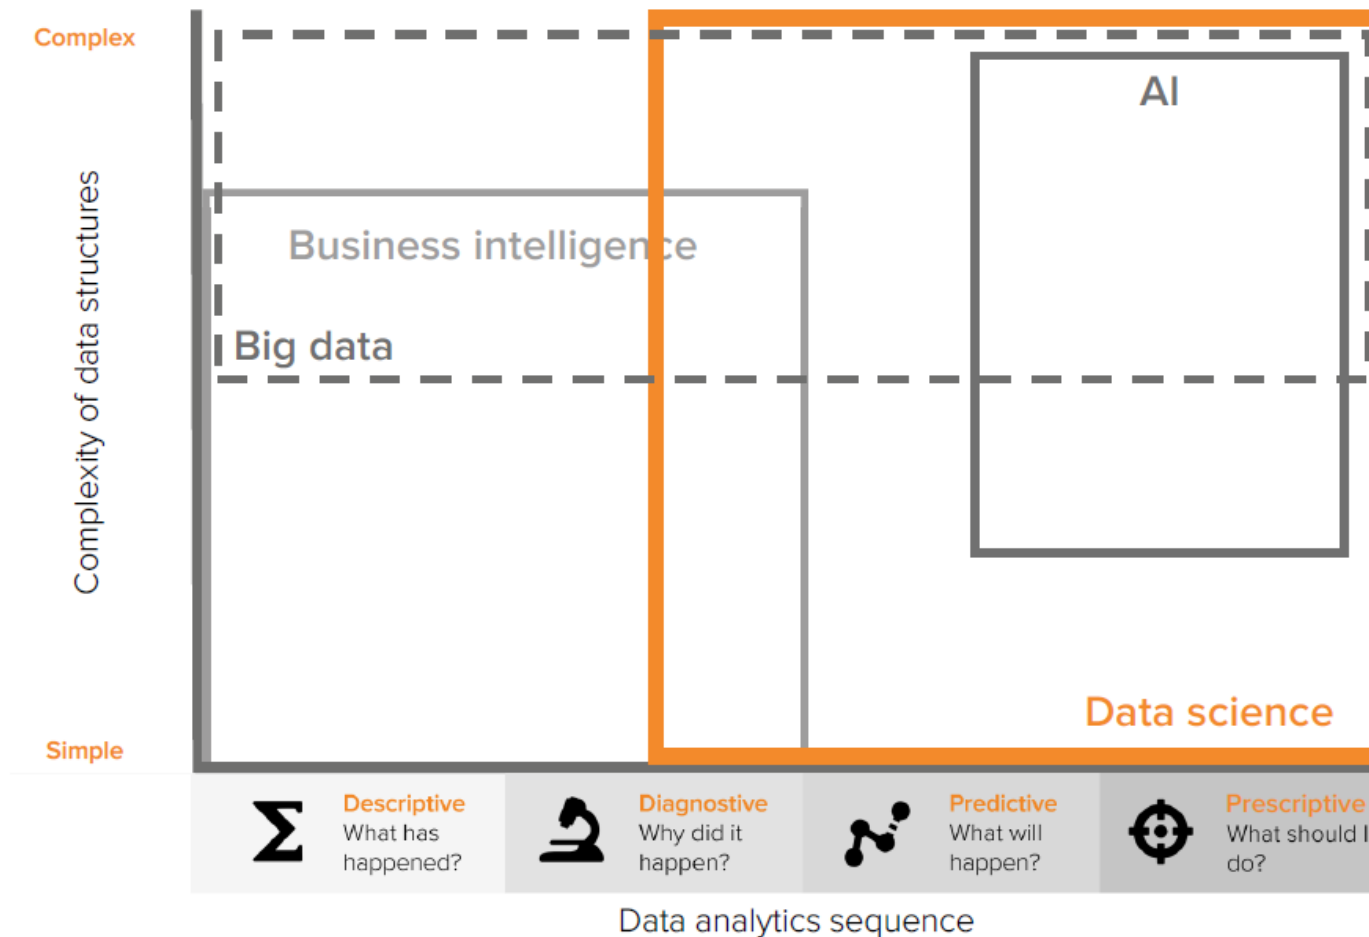 Complex
AI
Complexity of data structures
Business intelligence
Big data
Data science
Simple
Descriptive
What has
happened?
Diagnostive
Why did it
happen?
Predictive
What will
happen?
Prescriptive
What should I
do?
Data analytics sequence